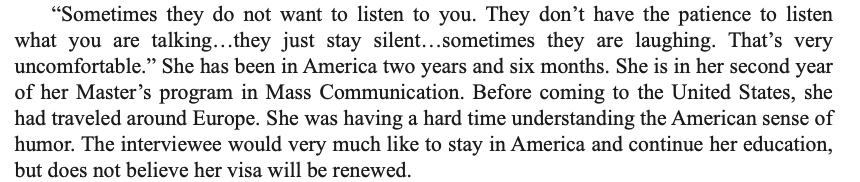 “Sometimes they do not want to listen to you. They don’t have the patience to listen
what you are talking…they just stay silent…sometimes they are laughing. That’s very
uncomfortable.” She has been in America two years and six months. She is in her second year
of her Master’s program in Mass Communication. Before coming to the United States, she
had traveled around Europe. She was having a hard time understanding the American sense of
humor. The interviewee would very much like to stay in America and continue her education,
but does not believe her visa will be renewed.